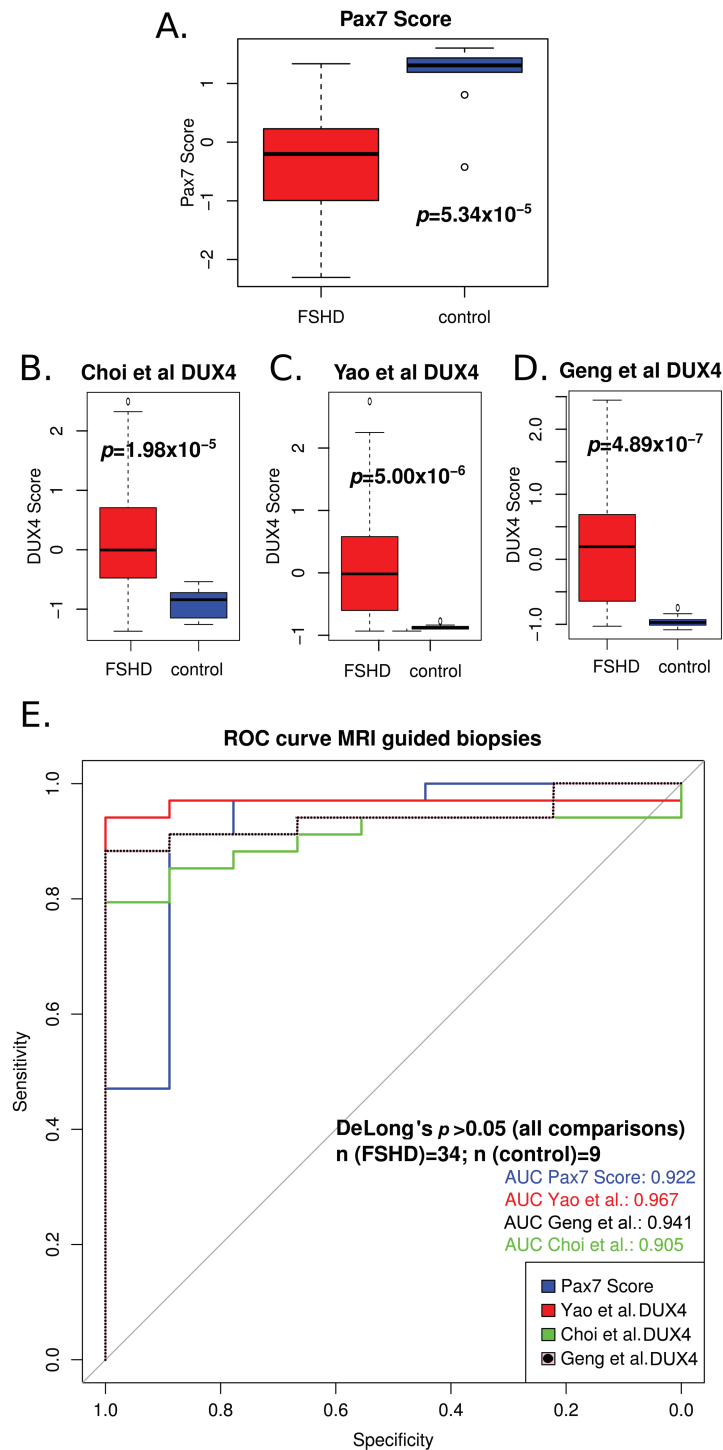 A.
Pax7 Score
Pax7 Score
1
0
−1
−2
p=5.34x10−5
FSHD
control
B.
Choi et al DUX4
DUX4 Score
2
1
0
−1
p=1.98x10−5
FSHD
control
C.
Yao et al DUX4
DUX4 Score
2
1
0
−1
p=5.00x10−6
FSHD
control
D.
Geng et al DUX4
DUX4 Score
2.0
1.0
0.0
−1.0
p=4.89x10−7
FSHD
control
E.
ROC curve MRI guided biopsies
Sensitivity
1.0
0.8
0.6
0.4
0.2
0.0
DeLong's p >0.05 (all comparisons)
n (FSHD)=34; n (control)=9
AUC Pax7 Score: 0.922
AUC Yao et al.: 0.967
AUC Geng et al.: 0.941
AUC Choi et al.: 0.905
Pax7 Score
Yao et al. DUX4
Choi et al. DUX4
Geng et al. DUX4
1.0
0.8
0.6
0.4
0.2
0.0
Specificity